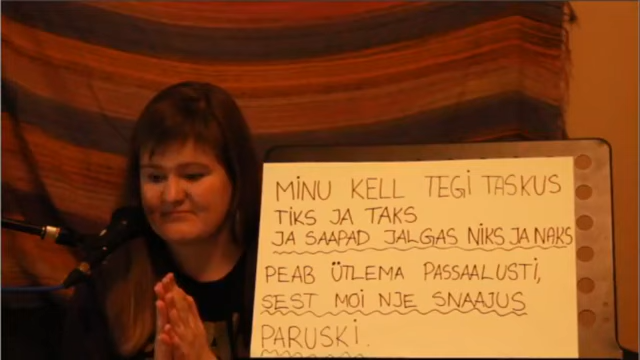 MINU KELL TEGI TASKUS
TIKS JA TAKS
JA SAAPAD JALGAS NIKS JA NAKS
PEAB ÜTLEMA PASSAALUSTI,
SEST MOI NJE SNAAJUS
PARUSKI.